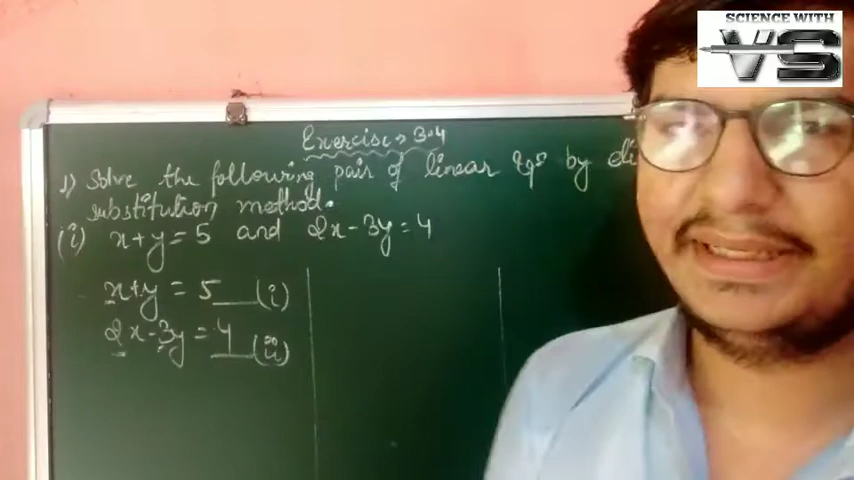 SCIENCE WITH
VS
Exercise → 3.4
1) Solve the following pair of linear Eqs by eli
substitution method.
(i) x+y=5 and 2x-3y=4
x+y = 5 (i)
2x-3y = 4 (ii)